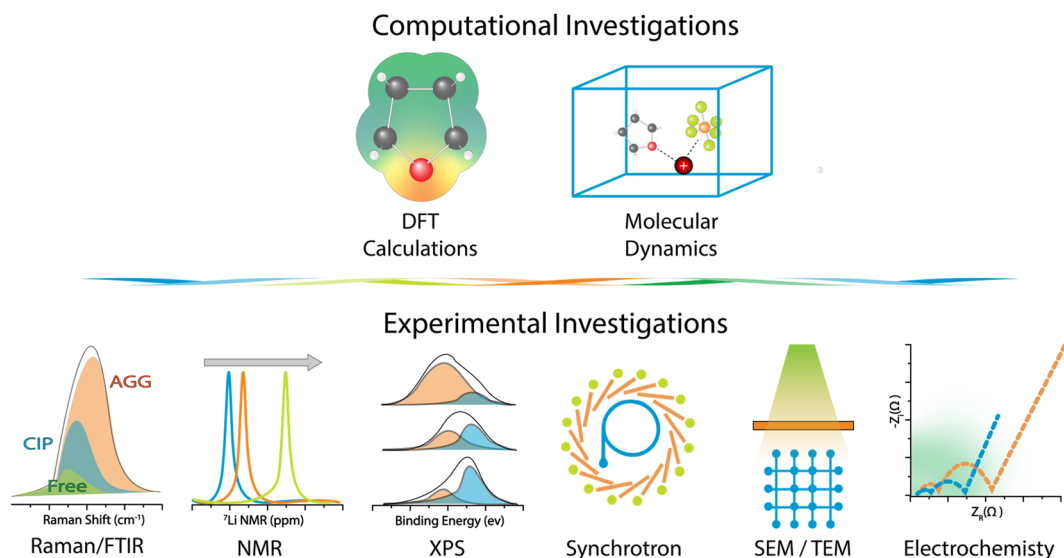 Computational Investigations
+
DFT
Calculations
Molecular
Dynamics
Experimental Investigations
AGG
CIP
Free
Raman Shift (cm⁻¹)
Raman/FTIR
⁷Li NMR (ppm)
NMR
Binding Energy (ev)
XPS
Synchrotron
SEM / TEM
-Zᵢ(Ω)
Z_R(Ω )
Electrochemisty